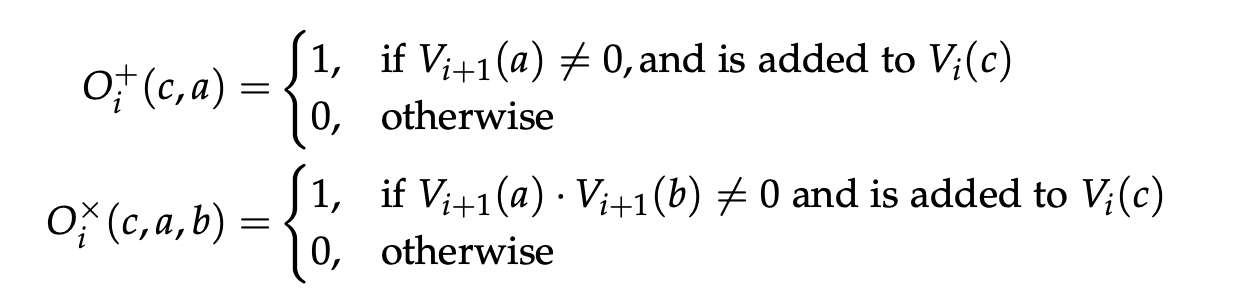 O_i^+(c, a) = { 1, if V_{i+1}(a) ≠ 0, and is added to V_i(c)
0, otherwise
O_i^×(c, a, b) = { 1, if V_{i+1}(a) · V_{i+1}(b) ≠ 0 and is added to V_i(c)
0, otherwise